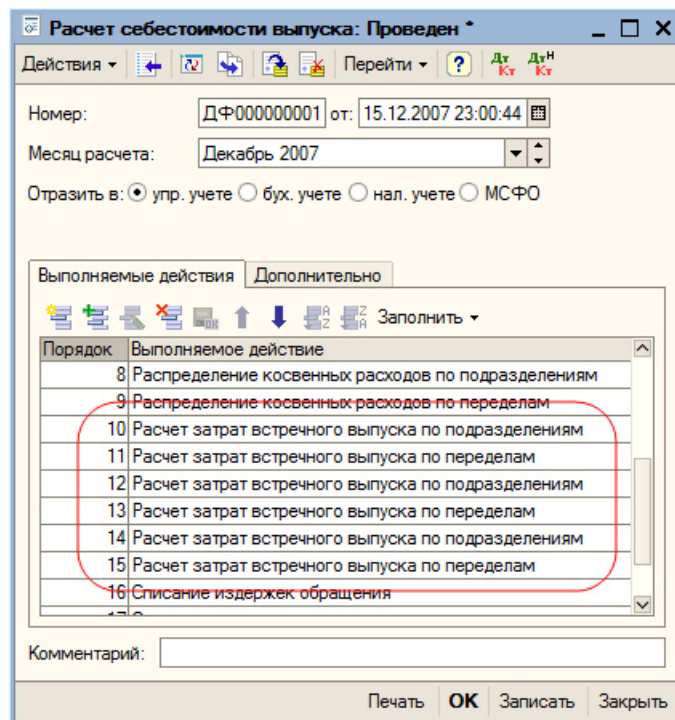 Расчет себестоимости выпуска: Проведен *
Действия Перейти ? Дт Кт Дт Н Кт
Номер: ДФ000000001 от: 15.12.2007 23:00:44
Месяц расчета: Декабрь 2007
Отразить в: упр. учете бух. учете нал. учете МСФО
Выполняемые действия Дополнительно
Заполнить
Порядок Выполняемое действие
8 Распределение косвенных расходов по подразделениям
9 Распределение косвенных расходов по переделам
10 Расчет затрат встречного выпуска по подразделениям
11 Расчет затрат встречного выпуска по переделам
12 Расчет затрат встречного выпуска по подразделениям
13 Расчет затрат встречного выпуска по переделам
14 Расчет затрат встречного выпуска по подразделениям
15 Расчет затрат встречного выпуска по переделам
16 Списание издержек обращения
Комментарий:
Печать OK Записать Закрыть